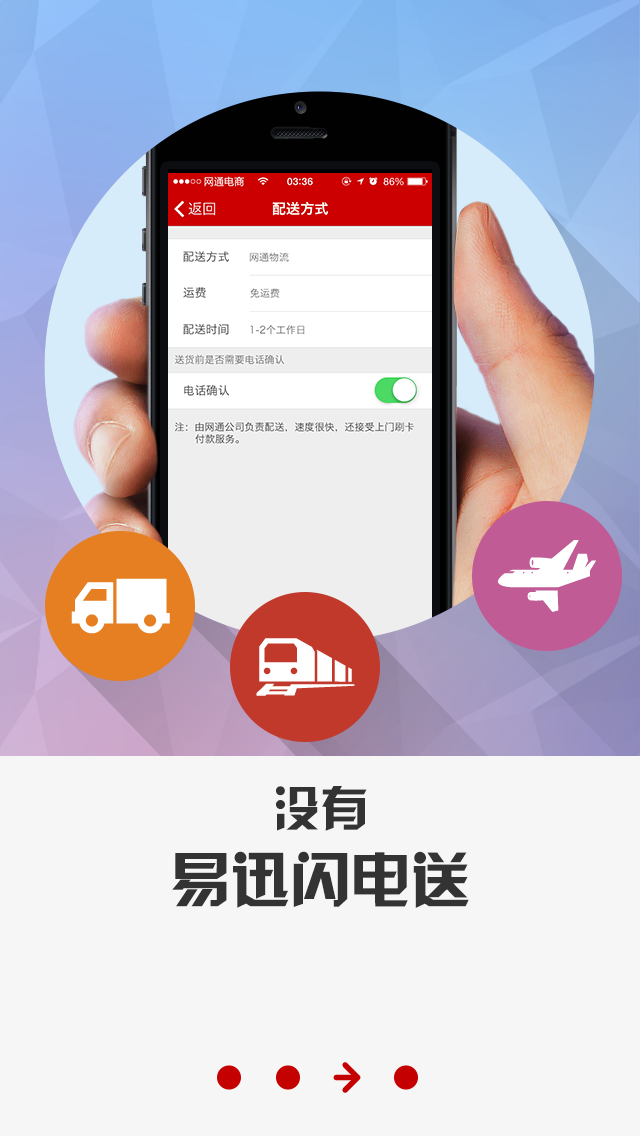 网通电商 03:36 86%
返回 配送方式
配送方式 网通物流
运费 免运费
配送时间 1-2个工作日
送货前是否需要电话确认
电话确认
注：由网通公司负责配送，速度很快，还接受上门刷卡
付款服务。
没有
易迅闪电送